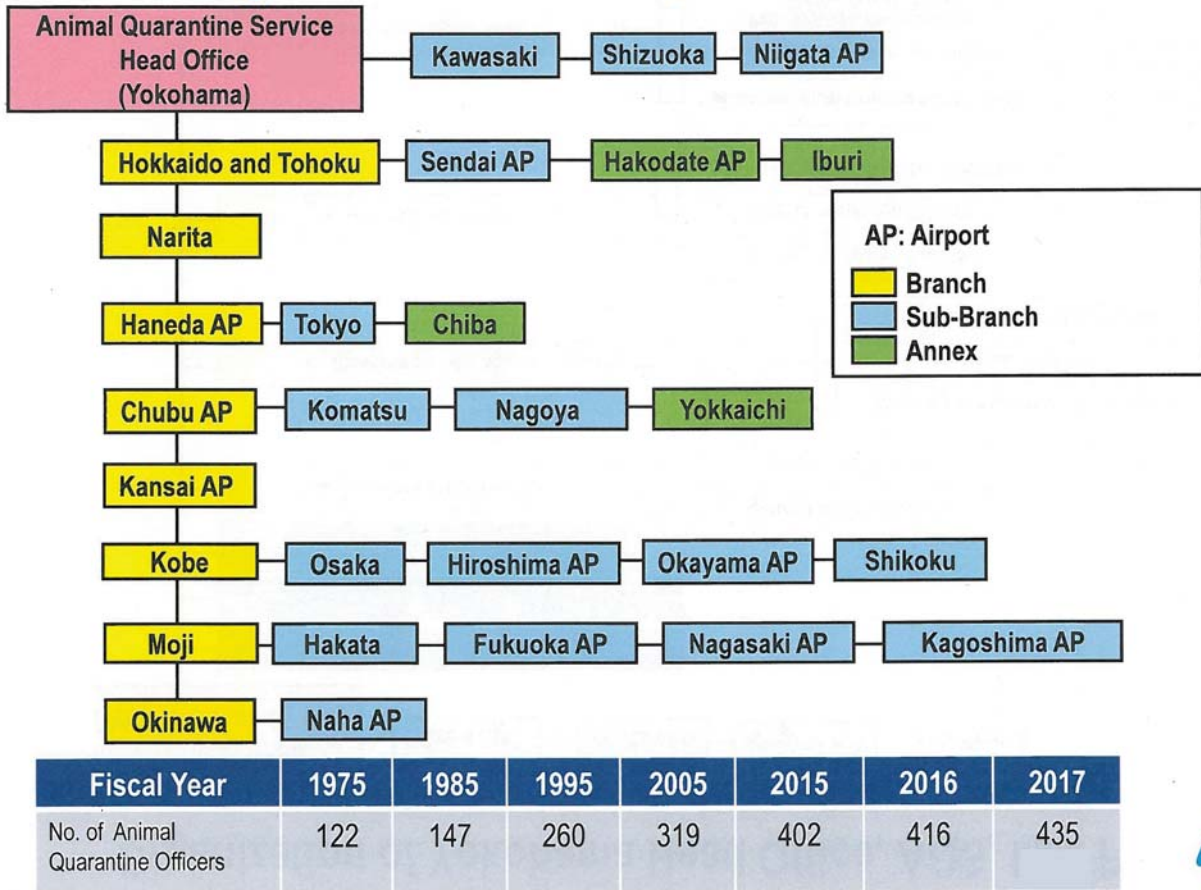 Animal Quarantine Service
Head Office
(Yokohama)
Kawasaki
Shizuoka
Niigata AP
Hokkaido and Tohoku
Sendai AP
Hakodate AP
Iburi
Narita
AP: Airport
Branch
Sub-Branch
Annex
Haneda AP
Tokyo
Chiba
Chubu AP
Komatsu
Nagoya
Yokkaichi
Kansai AP
Kobe
Osaka
Hiroshima AP
Okayama AP
Shikoku
Moji
Hakata
Fukuoka AP
Nagasaki AP
Kagoshima AP
Okinawa
Naha AP
Fiscal Year 1975 1985 1995 2005 2015 2016 2017
No. of Animal
Quarantine Officers 122 147 260 319 402 416 435